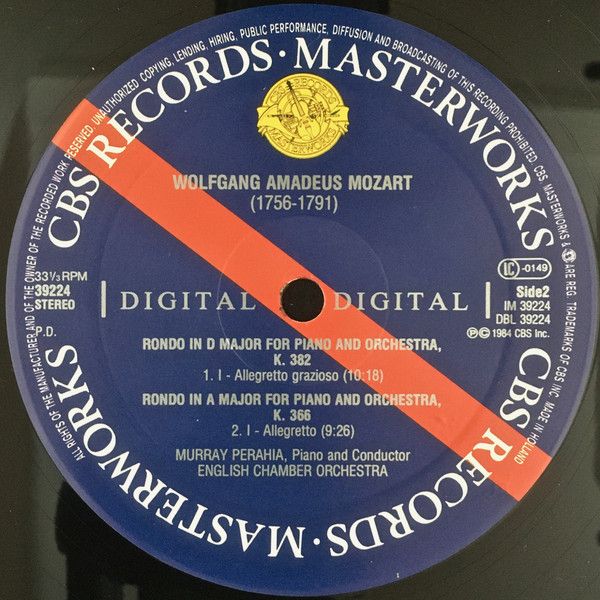 ALL RIGHTS OF THE MANUFACTURER AND OF THE OWNER OF THE RECORDED WORK RESERVED. UNAUTHORIZED COPYING, LENDING, HIRING, PUBLIC PERFORMANCE, DIFFUSION AND BROADCASTING OF THIS RECORDING PROHIBITED. CBS, MASTERWORKS & ARE REG. TRADEMARKS OF CBS INC. MADE IN HOLLAND
CBS RECORDS · MASTERWORKS
CBS RECORDS
MASTERWORKS
WOLFGANG AMADEUS MOZART
(1756-1791)
33⅓ RPM
39224
STEREO
P.D.
DIGITAL DIGITAL
LC -0149
Side2
IM 39224
DBL 39224
Ⓟ© 1984 CBS Inc.
RONDO IN D MAJOR FOR PIANO AND ORCHESTRA,
K. 382
1. I - Allegretto grazioso (10:18)
RONDO IN A MAJOR FOR PIANO AND ORCHESTRA,
K. 366
2. I - Allegretto (9:26)
MURRAY PERAHIA, Piano and Conductor
ENGLISH CHAMBER ORCHESTRA
CBS RECORDS · MASTERWORKS